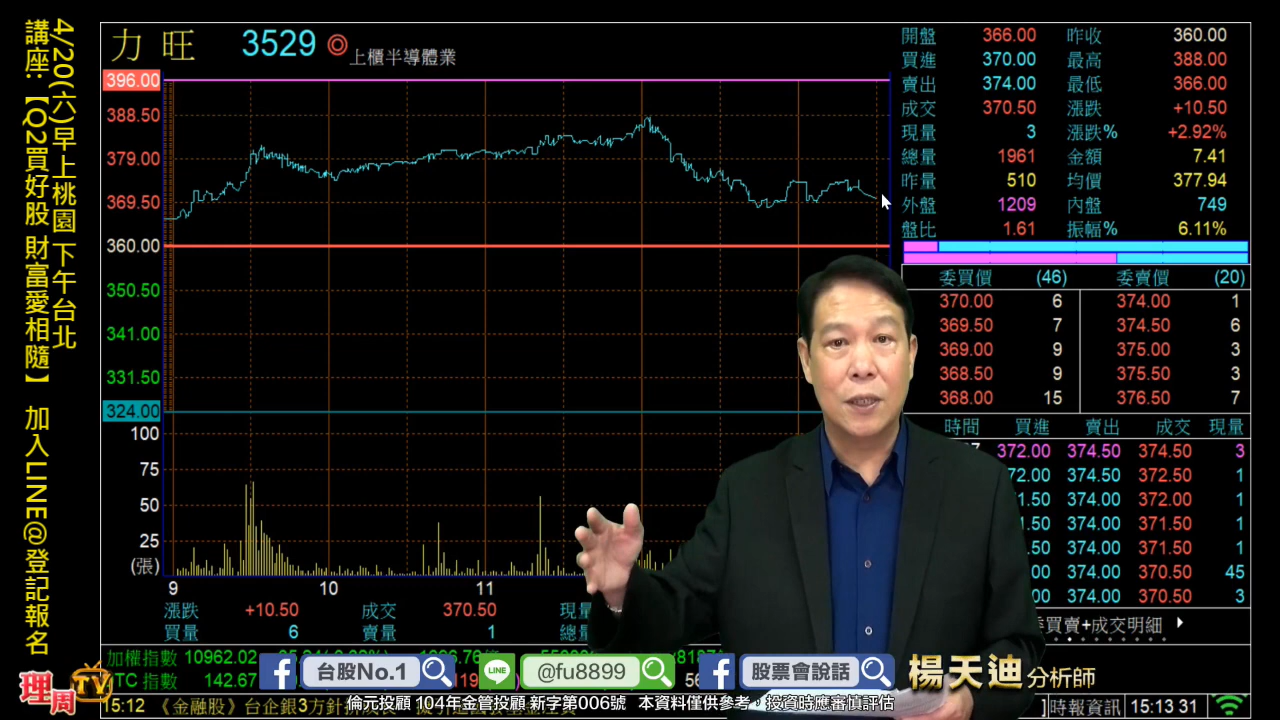 4/20(六)早上桃園 下午台北
講座:【Q2買好股 財富愛相隨】 加入LINE@登記報名
力旺 3529 ◎ 上櫃半導體業
396.00
388.50
379.00
369.50
360.00
350.50
341.00
331.50
324.00
100
75
50
25
(張)
9 10 11
漲跌 +10.50 成交 370.50 現量
買量 6 賣量 1 總量
開盤 366.00 昨收 360.00
買進 370.00 最高 388.00
賣出 374.00 最低 366.00
成交 370.50 漲跌 +10.50
現量 3 漲跌% +2.92%
總量 1961 金額 7.41
昨量 510 均價 377.94
外盤 1209 內盤 749
盤比 1.61 振幅% 6.11%
委買價 (46) 委賣價 (20)
370.00 6 374.00 1
369.50 7 374.50 6
369.00 9 375.00 3
368.50 9 375.50 3
368.00 15 376.50 7
時間 買進 賣出 成交 現量
372.00 374.50 374.50 3
72.00 374.50 372.50 1
1.50 374.00 372.00 1
1.50 374.00 371.50 1
.50 374.00 371.50 1
00 374.00 370.50 45
00 374.00 370.50 3
買賣+成交明細
加權指數 10962.02
TC 指數 142.67
台股No.1
LINE
@fu8899
股票會說話
楊天迪 分析師
理周TV
15:12 《金融股》台企銀3方針拚成長
倫元投顧 104年金管投顧 新字第006號 本資料僅供參考，投資時應審慎評估
]時報資訊 15:13 31